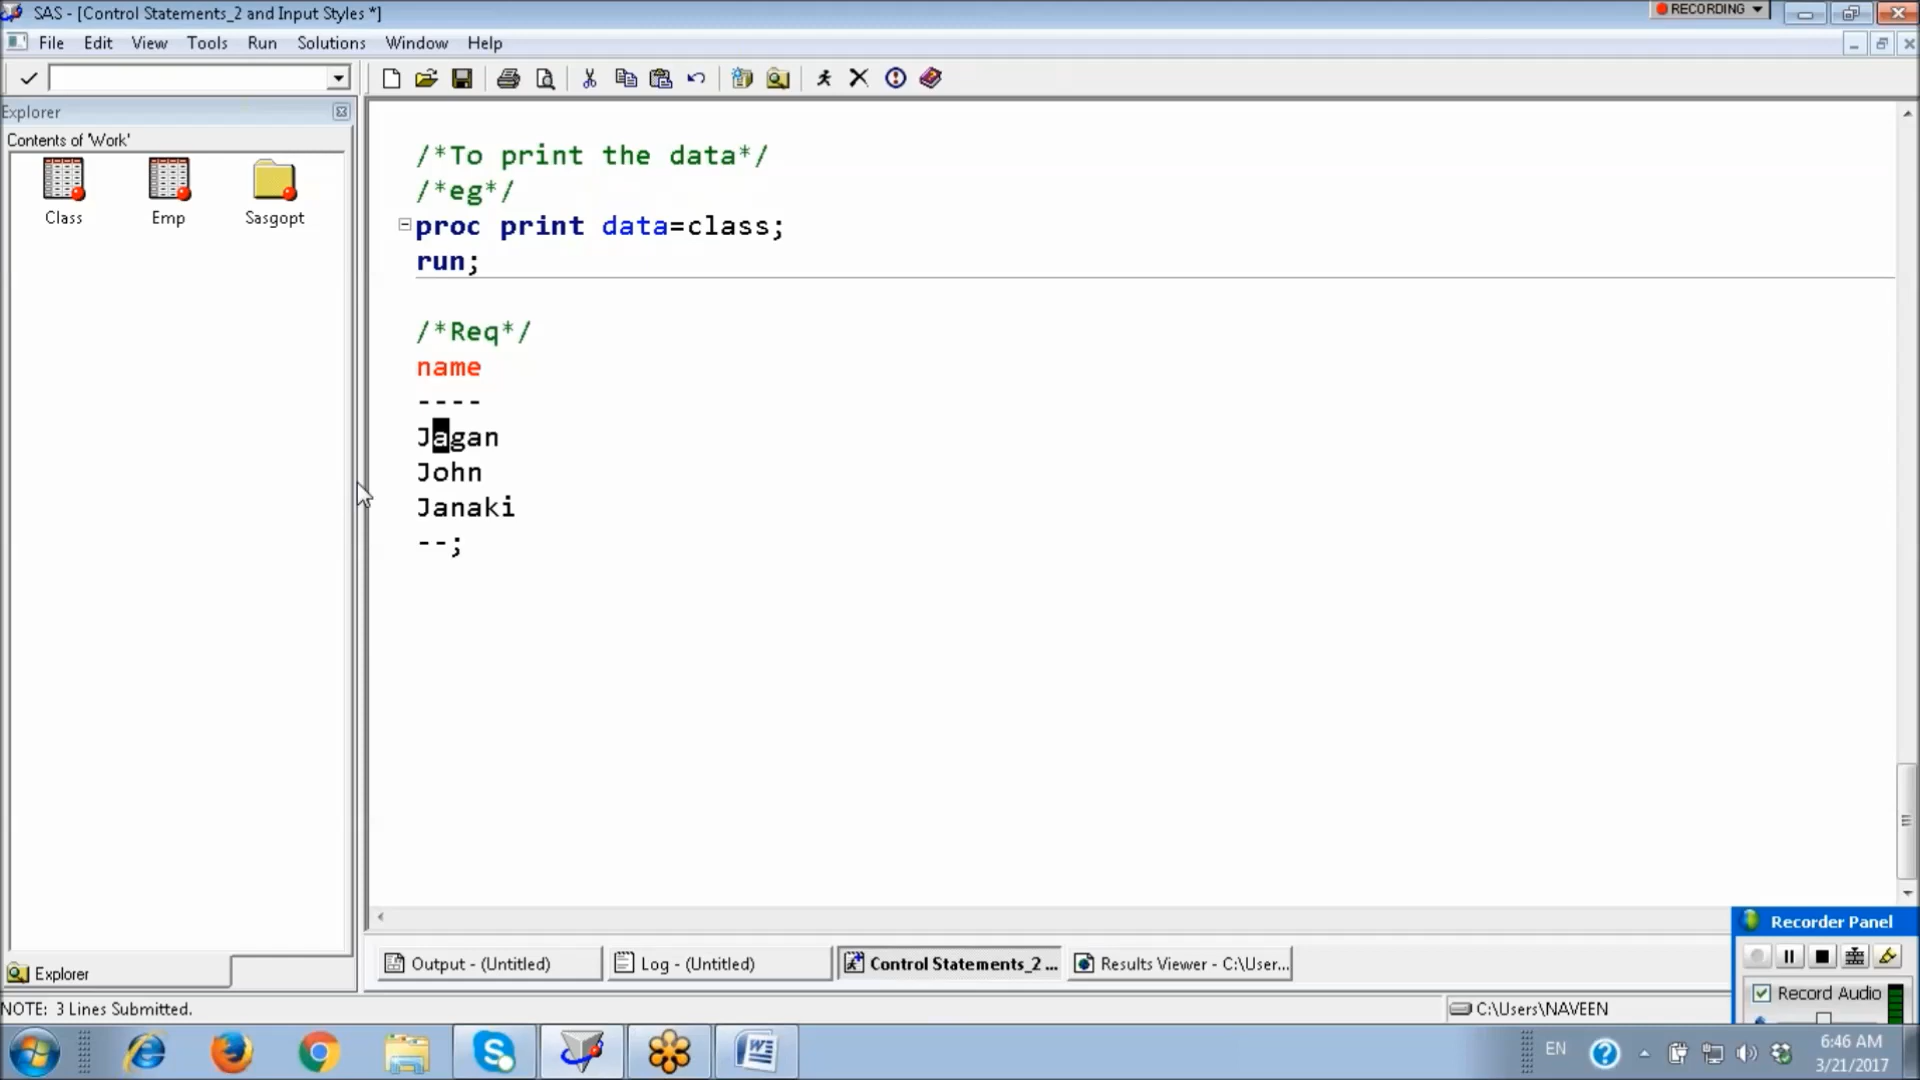 SAS - [Control Statements_2 and Input Styles *]
RECORDING
File Edit View Tools Run Solutions Window Help
Explorer
Contents of 'Work'
Class Emp Sasgopt
/*To print the data*/
/*eg*/
proc print data=class;
run;
/*Req*/
name
----
Jagan
John
Janaki
--;
Recorder Panel
Output - (Untitled) Log - (Untitled) Control Statements_2 ... Results Viewer - C:\User...
Explorer
Record Audio
NOTE: 3 Lines Submitted.
C:\Users\NAVEEN
EN
6:46 AM
3/21/2017